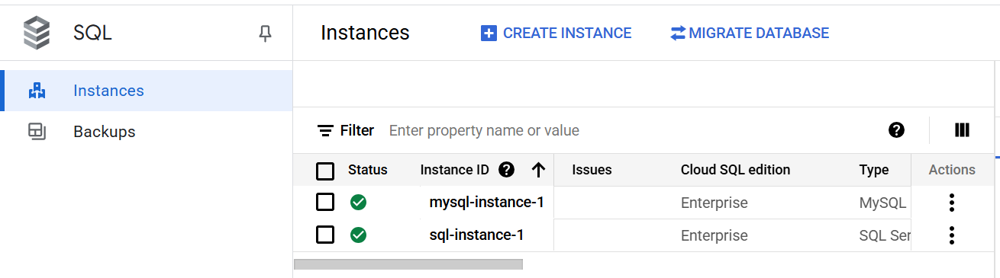 SQL
Instances
CREATE INSTANCE
MIGRATE DATABASE
Instances
Backups
Filter Enter property name or value
Status Instance ID Issues Cloud SQL edition Type Actions
mysql-instance-1 Enterprise MySQL
sql-instance-1 Enterprise SQL Ser